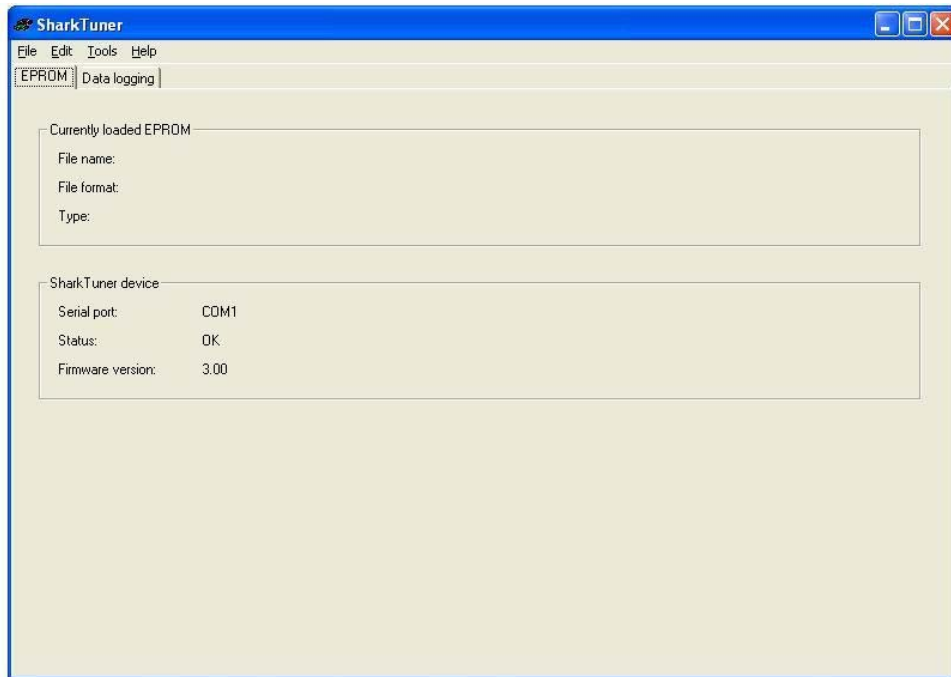 SharkTuner
File Edit Tools Help
EPROM Data logging
Currently loaded EPROM
File name:
File format:
Type:
SharkTuner device
Serial port: COM1
Status: OK
Firmware version: 3.00